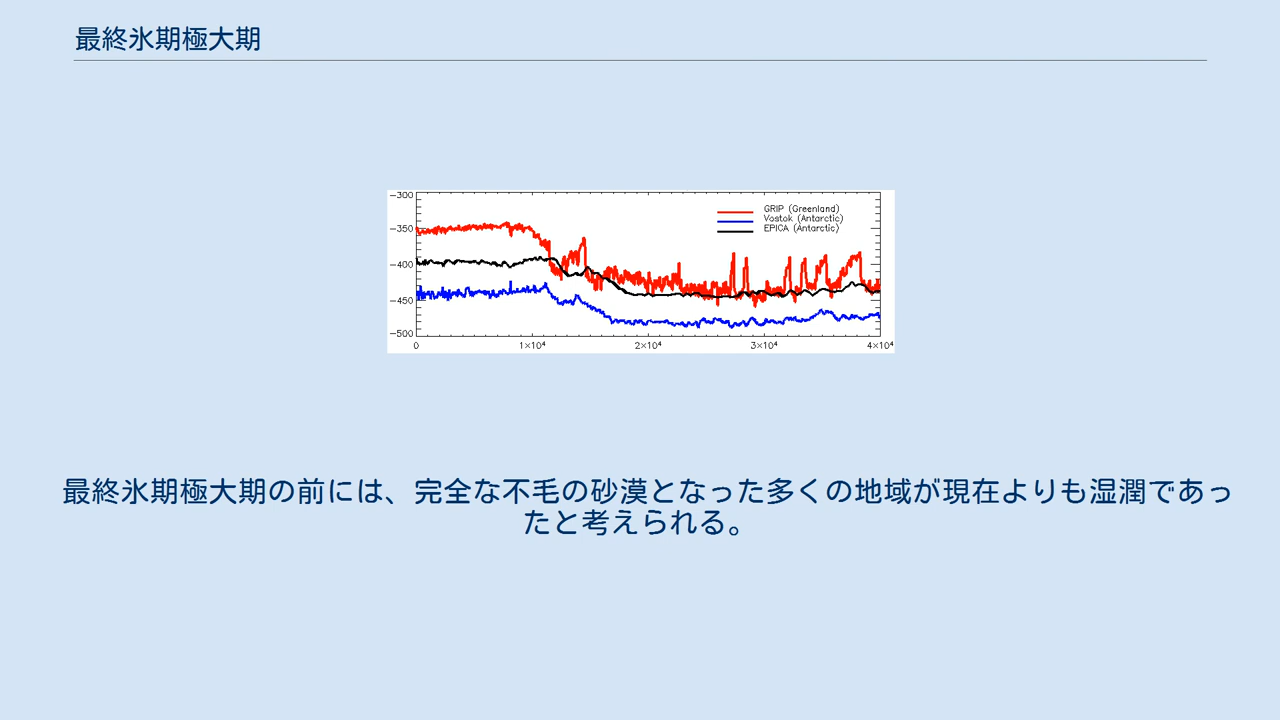 最終氷期極大期
-300
-350
-400
-450
-500
GRIP (Greenland)
Vostok (Antarctic)
EPICA (Antarctic)
0
1×10⁴
2×10⁴
3×10⁴
4×10⁴
最終氷期極大期の前には、完全な不毛の砂漠となった多くの地域が現在よりも湿潤であっ
たと考えられる。